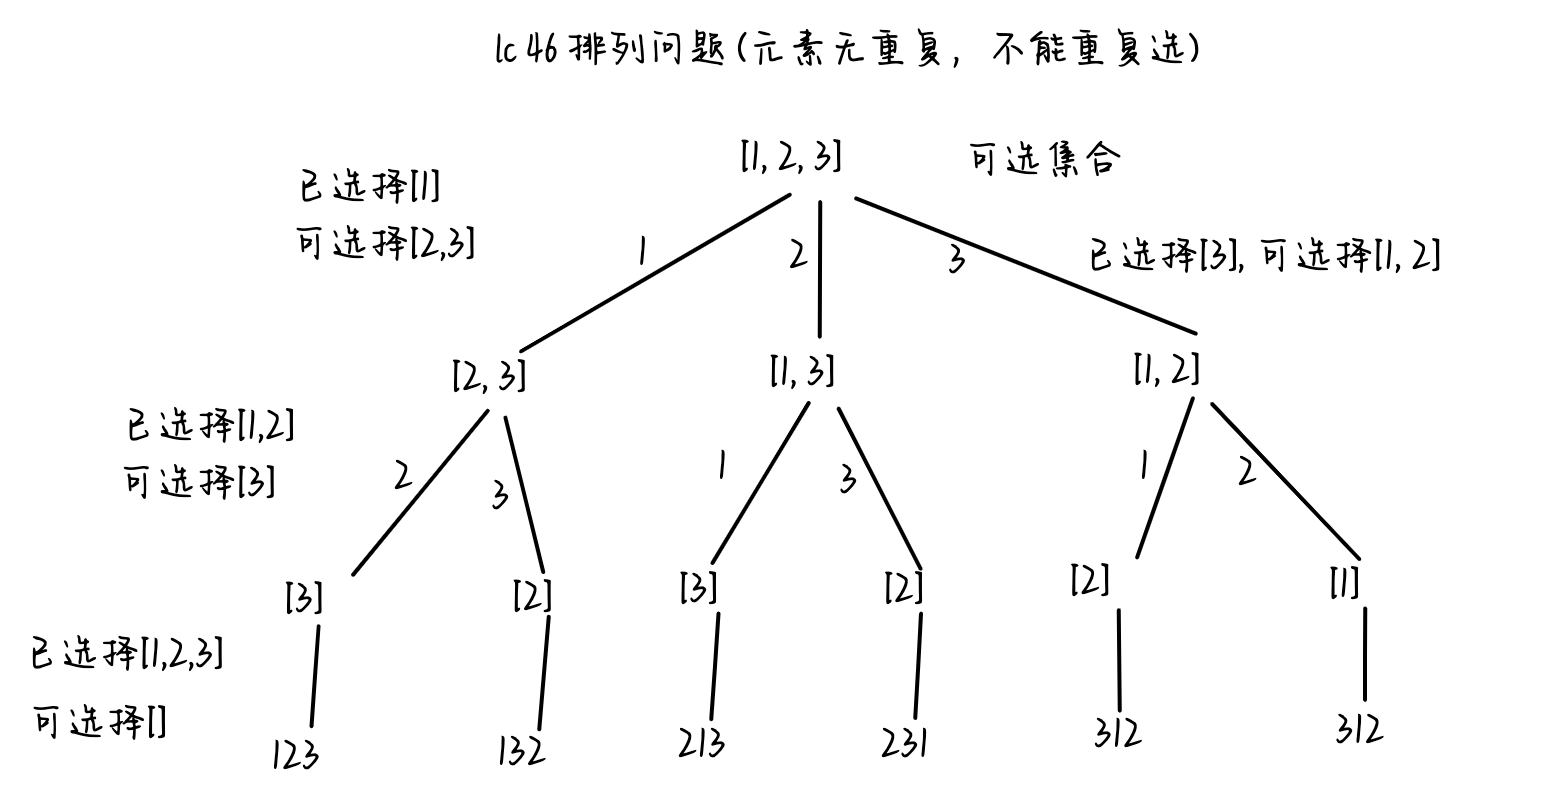 lc 46 排列问题(元素无重复, 不能重复选)
[1, 2, 3] 可选集合
已选择[1]
可选择[2,3]
1 2 3 已选择[3], 可选择[1, 2]
[2, 3] [1, 3] [1, 2]
已选择[1,2]
可选择[3]
2 3 1 3 1 2
[3] [2] [3] [2] [2] [1]
已选择[1,2,3]
可选择[]
123 132 213 231 312 312